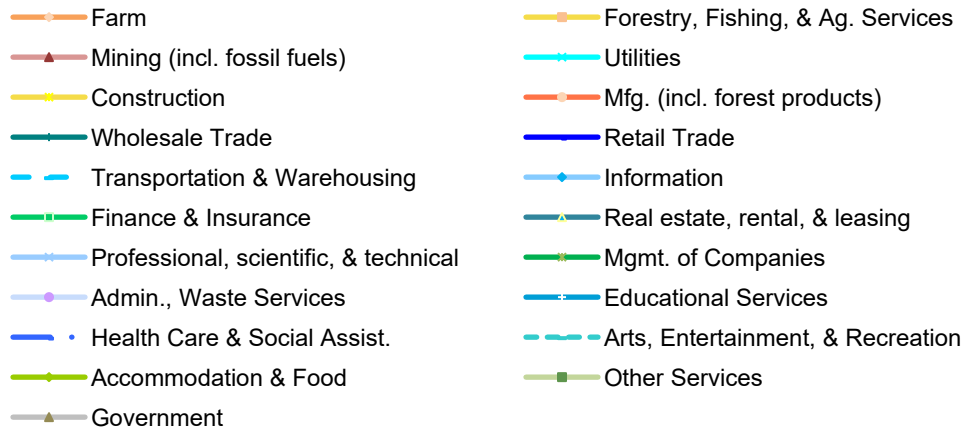 Farm
Forestry, Fishing, & Ag. Services
Mining (incl. fossil fuels)
Utilities
Construction
Mfg. (incl. forest products)
Wholesale Trade
Retail Trade
Transportation & Warehousing
Information
Finance & Insurance
Real estate, rental, & leasing
Professional, scientific, & technical
Mgmt. of Companies
Admin., Waste Services
Educational Services
Health Care & Social Assist.
Arts, Entertainment, & Recreation
Accommodation & Food
Other Services
Government